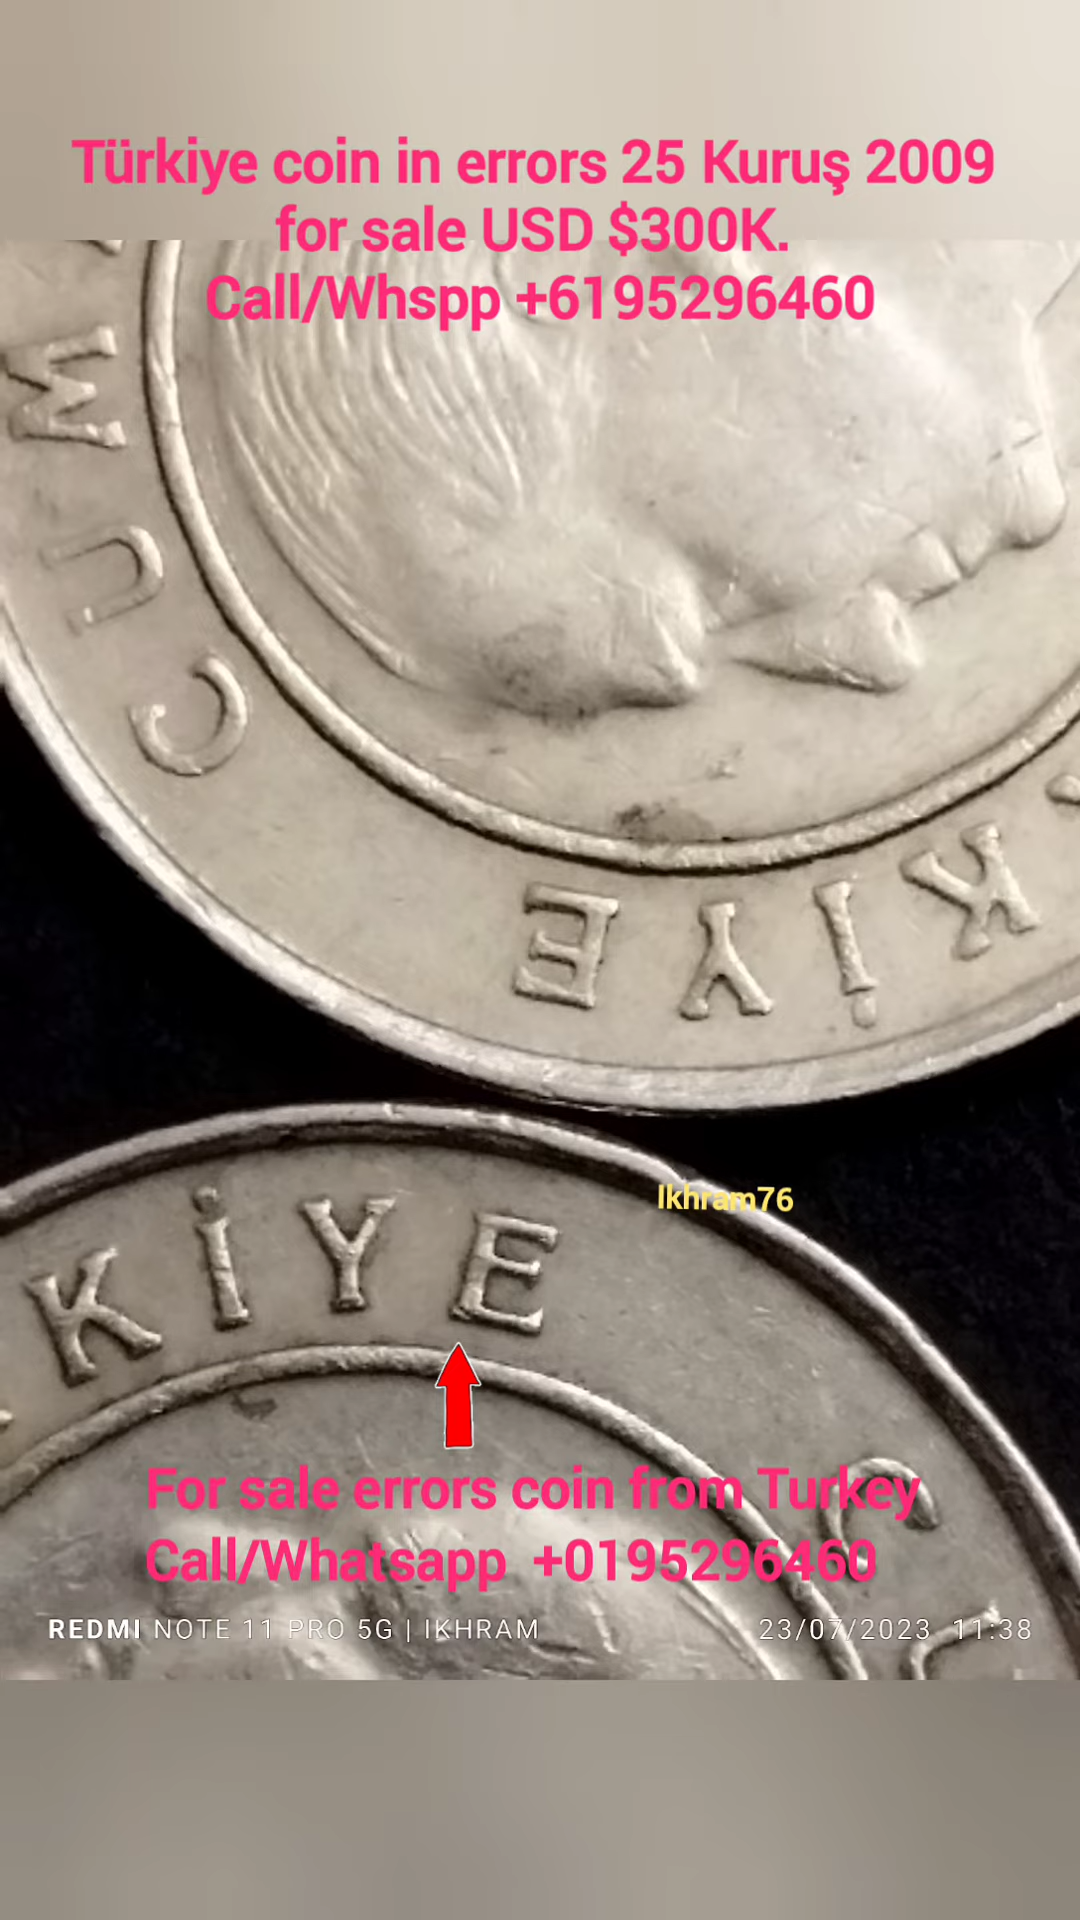 Türkiye coin in errors 25 Kuruş 2009
for sale USD $300K.
Call/Whspp +6195296460
CUM
KİYE
Ikhram76
KİYE
C
For sale errors coin from Turkey
Call/Whatsapp +0195296460
REDMI NOTE 11 PRO 5G | IKHRAM
23/07/2023 11:38